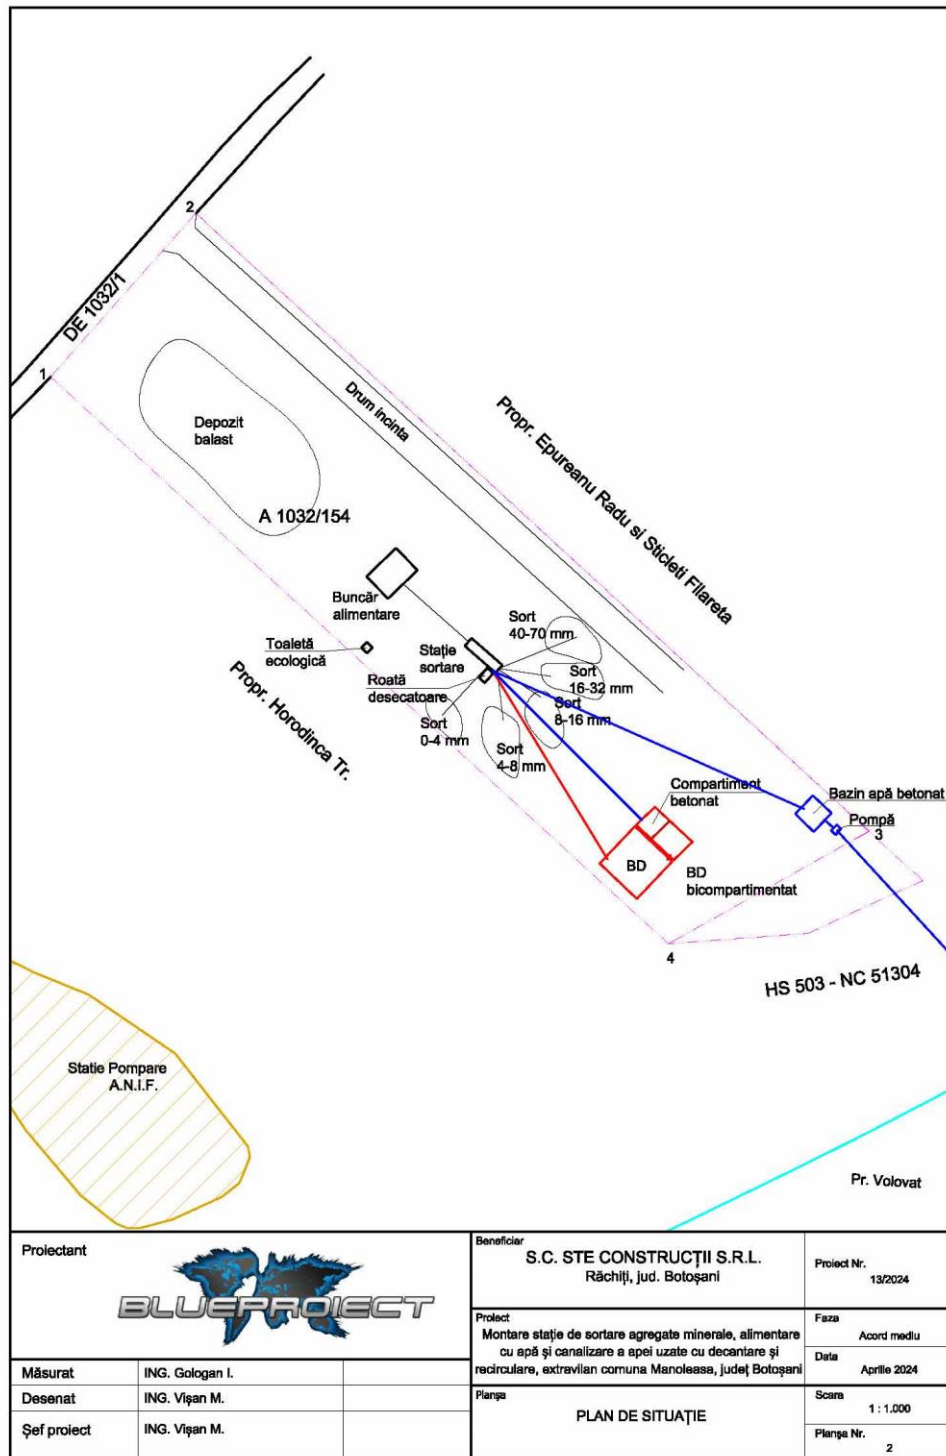 2
DE 1032/1
1
Drum incinta
Depozit
balast
Propr. Epureanu Radu si Sticleti Filareta
A 1032/154
Buncăr
alimentare
Sort
40-70 mm
Toaletă
ecologică
Stație
sortare
Sort
16-32 mm
Roată
desecatoare
Propr. Horodinca Tr.
Sort
8-16 mm
Sort
0-4 mm
Sort
4-8 mm
Compartiment
betonat
Bazin apă betonat
Pompă
3
BD
BD
bicompartimentat
4
HS 503 - NC 51304
Statie Pompare
A.N.I.F.
Pr. Volovat
Proiectant
BLUEPROIECT
Beneficiar
S.C. STE CONSTRUCȚII S.R.L.
Răchiți, jud. Botoșani
Proiect Nr.
13/2024
Proiect
Montare stație de sortare agregate minerale, alimentare
cu apă și canalizare a apei uzate cu decantare și
recirculare, extravilan comuna Manoleasa, județ Botoșani
Faza
Acord mediu
Data
Aprilie 2024
Măsurat ING. Gologan I.
Desenat ING. Vișan M.
Șef proiect ING. Vișan M.
Planșa
PLAN DE SITUAȚIE
Scara
1 : 1.000
Planșa Nr.
2